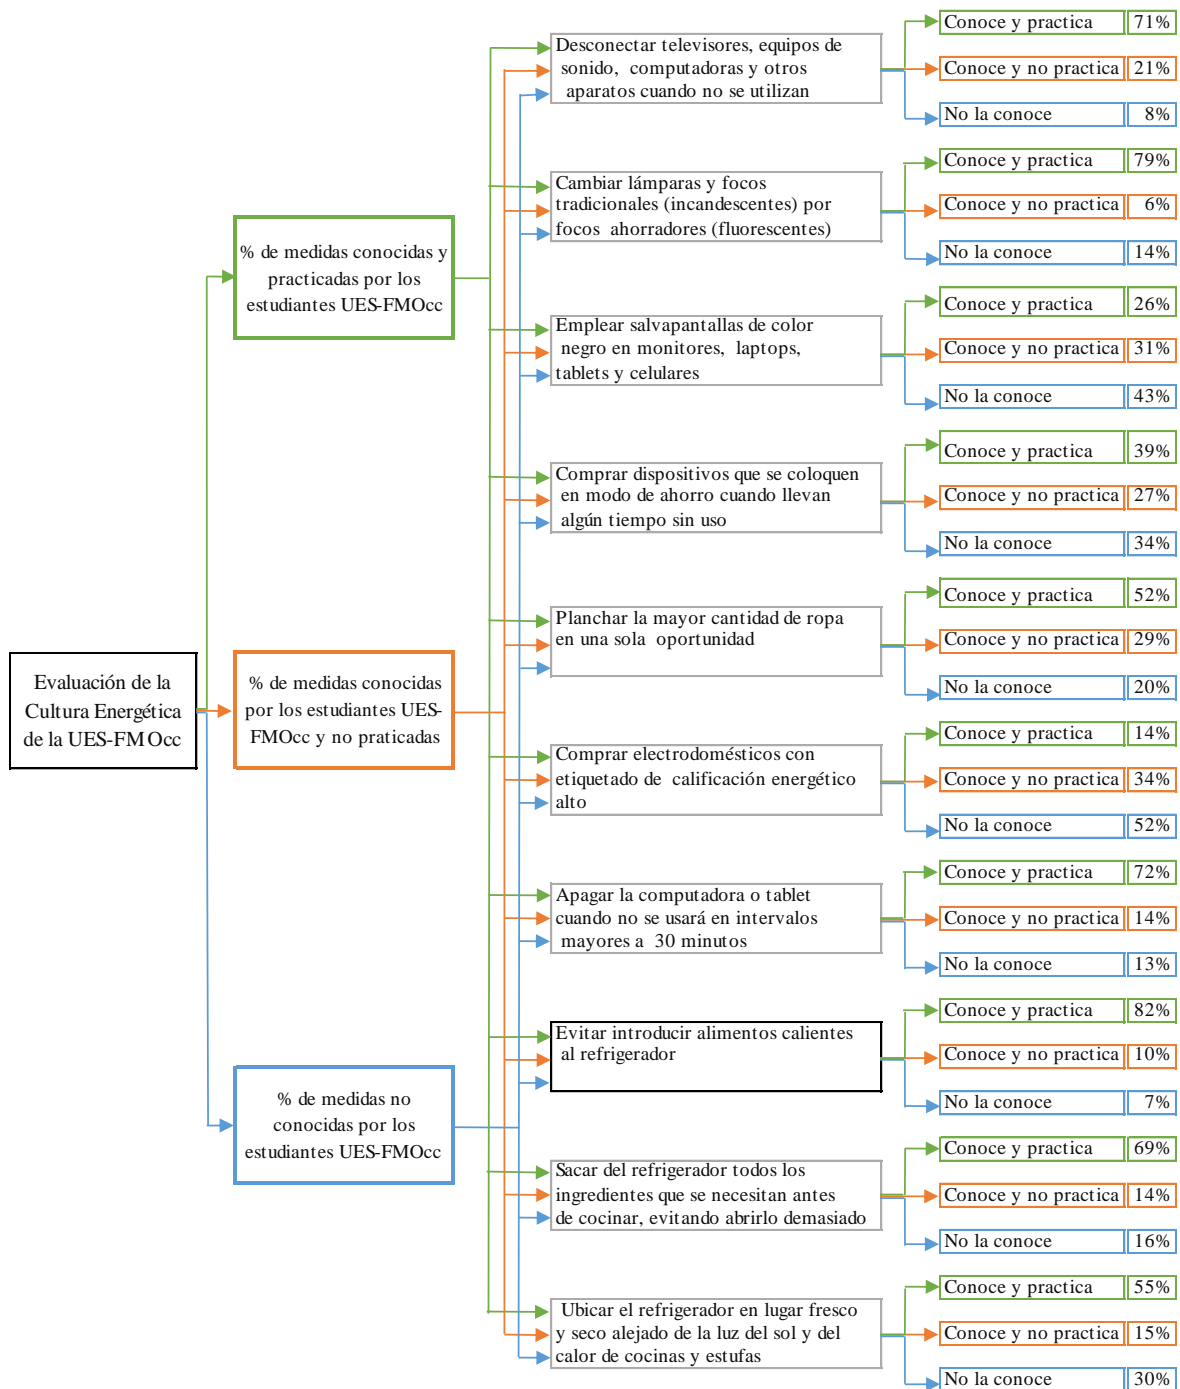 Evaluación de la
Cultura Energética
de la UES-FMOcc
% de medidas conocidas y
practicadas por los
estudiantes UES-FMOcc
% de medidas conocidas
por los estudiantes UES-
FMOcc y no praticadas
% de medidas no
conocidas por los
estudiantes UES-FMOcc
Desconectar televisores, equipos de
sonido, computadoras y otros
aparatos cuando no se utilizan
Conoce y practica 71%
Conoce y no practica 21%
No la conoce 8%
Cambiar lámparas y focos
tradicionales (incandescentes) por
focos ahorradores (fluorescentes)
Conoce y practica 79%
Conoce y no practica 6%
No la conoce 14%
Emplear salvapantallas de color
negro en monitores, laptops,
tablets y celulares
Conoce y practica 26%
Conoce y no practica 31%
No la conoce 43%
Comprar dispositivos que se coloquen
en modo de ahorro cuando llevan
algún tiempo sin uso
Conoce y practica 39%
Conoce y no practica 27%
No la conoce 34%
Planchar la mayor cantidad de ropa
en una sola oportunidad
Conoce y practica 52%
Conoce y no practica 29%
No la conoce 20%
Comprar electrodomésticos con
etiquetado de calificación energético
alto
Conoce y practica 14%
Conoce y no practica 34%
No la conoce 52%
Apagar la computadora o tablet
cuando no se usará en intervalos
mayores a 30 minutos
Conoce y practica 72%
Conoce y no practica 14%
No la conoce 13%
Evitar introducir alimentos calientes
al refrigerador
Conoce y practica 82%
Conoce y no practica 10%
No la conoce 7%
Sacar del refrigerador todos los
ingredientes que se necesitan antes
de cocinar, evitando abrirlo demasiado
Conoce y practica 69%
Conoce y no practica 14%
No la conoce 16%
Ubicar el refrigerador en lugar fresco
y seco alejado de la luz del sol y del
calor de cocinas y estufas
Conoce y practica 55%
Conoce y no practica 15%
No la conoce 30%